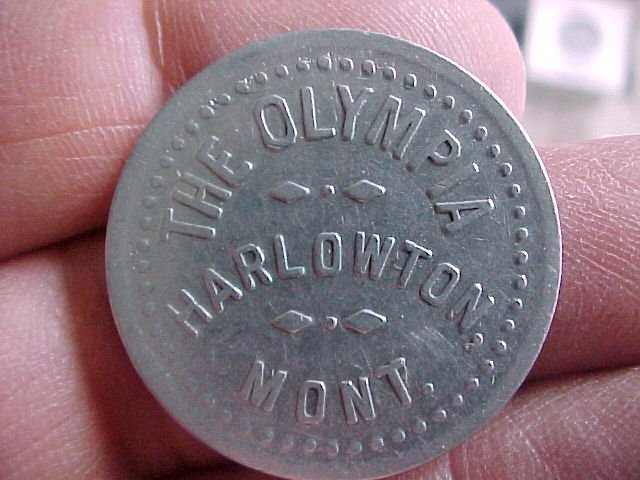 THE OLYMPIA
HARLOWTON,
MONT.